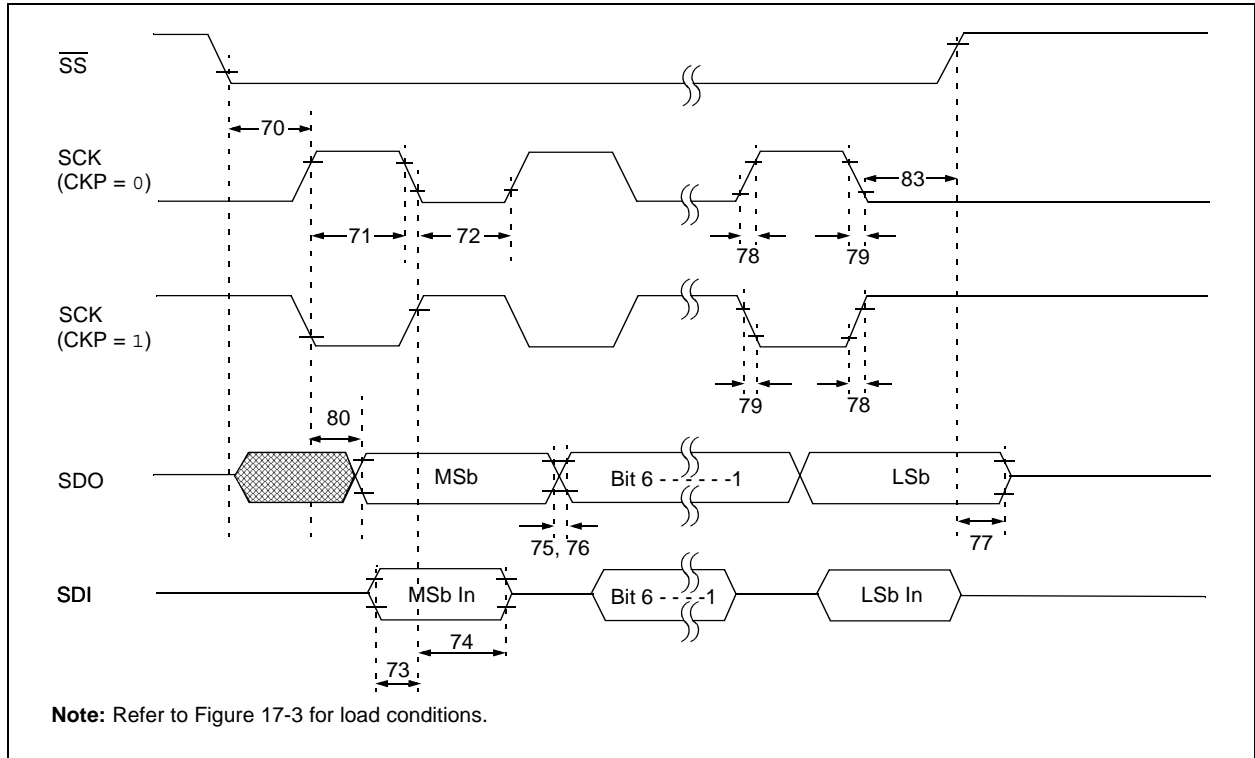 SS
70
SCK
(CKP = 0)
83
71
72
78
79
SCK
(CKP = 1)
79
78
80
SDO
MSb
Bit 6 - - - - - -1
LSb
75, 76
77
SDI
MSb In
Bit 6 - - - - -1
LSb In
74
73
Note: Refer to Figure 17-3 for load conditions.